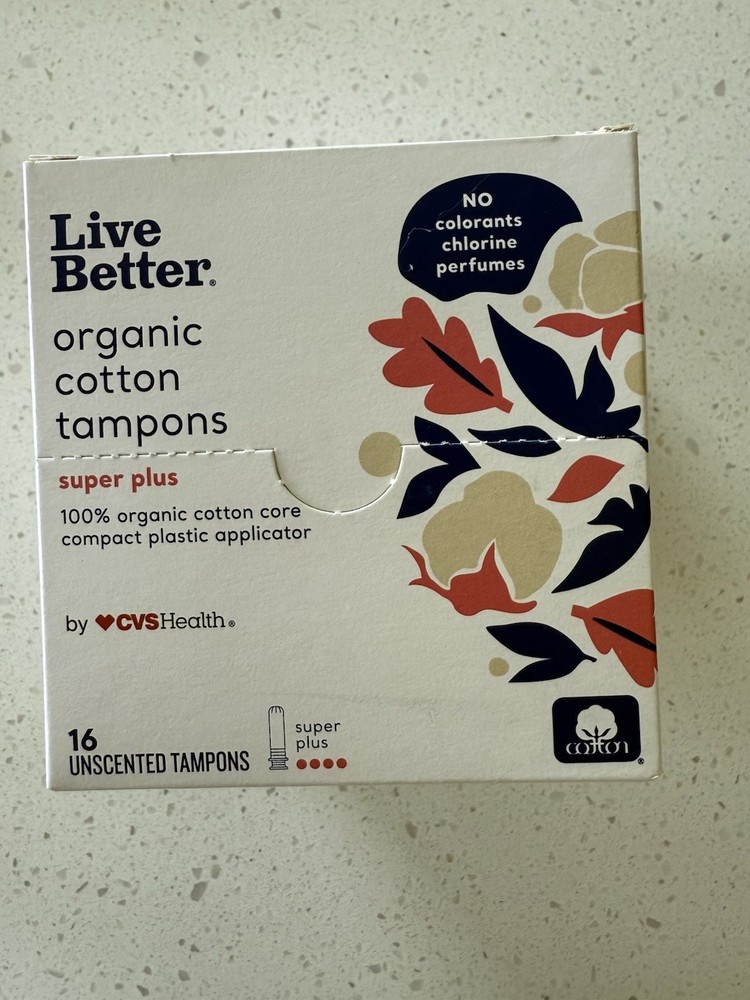 Live
Better®
NO
colorants
chlorine
perfumes
organic
cotton
tampons
super plus
100% organic cotton core
compact plastic applicator
by CVSHealth®
16
UNSCENTED TAMPONS
super
plus
cotton®